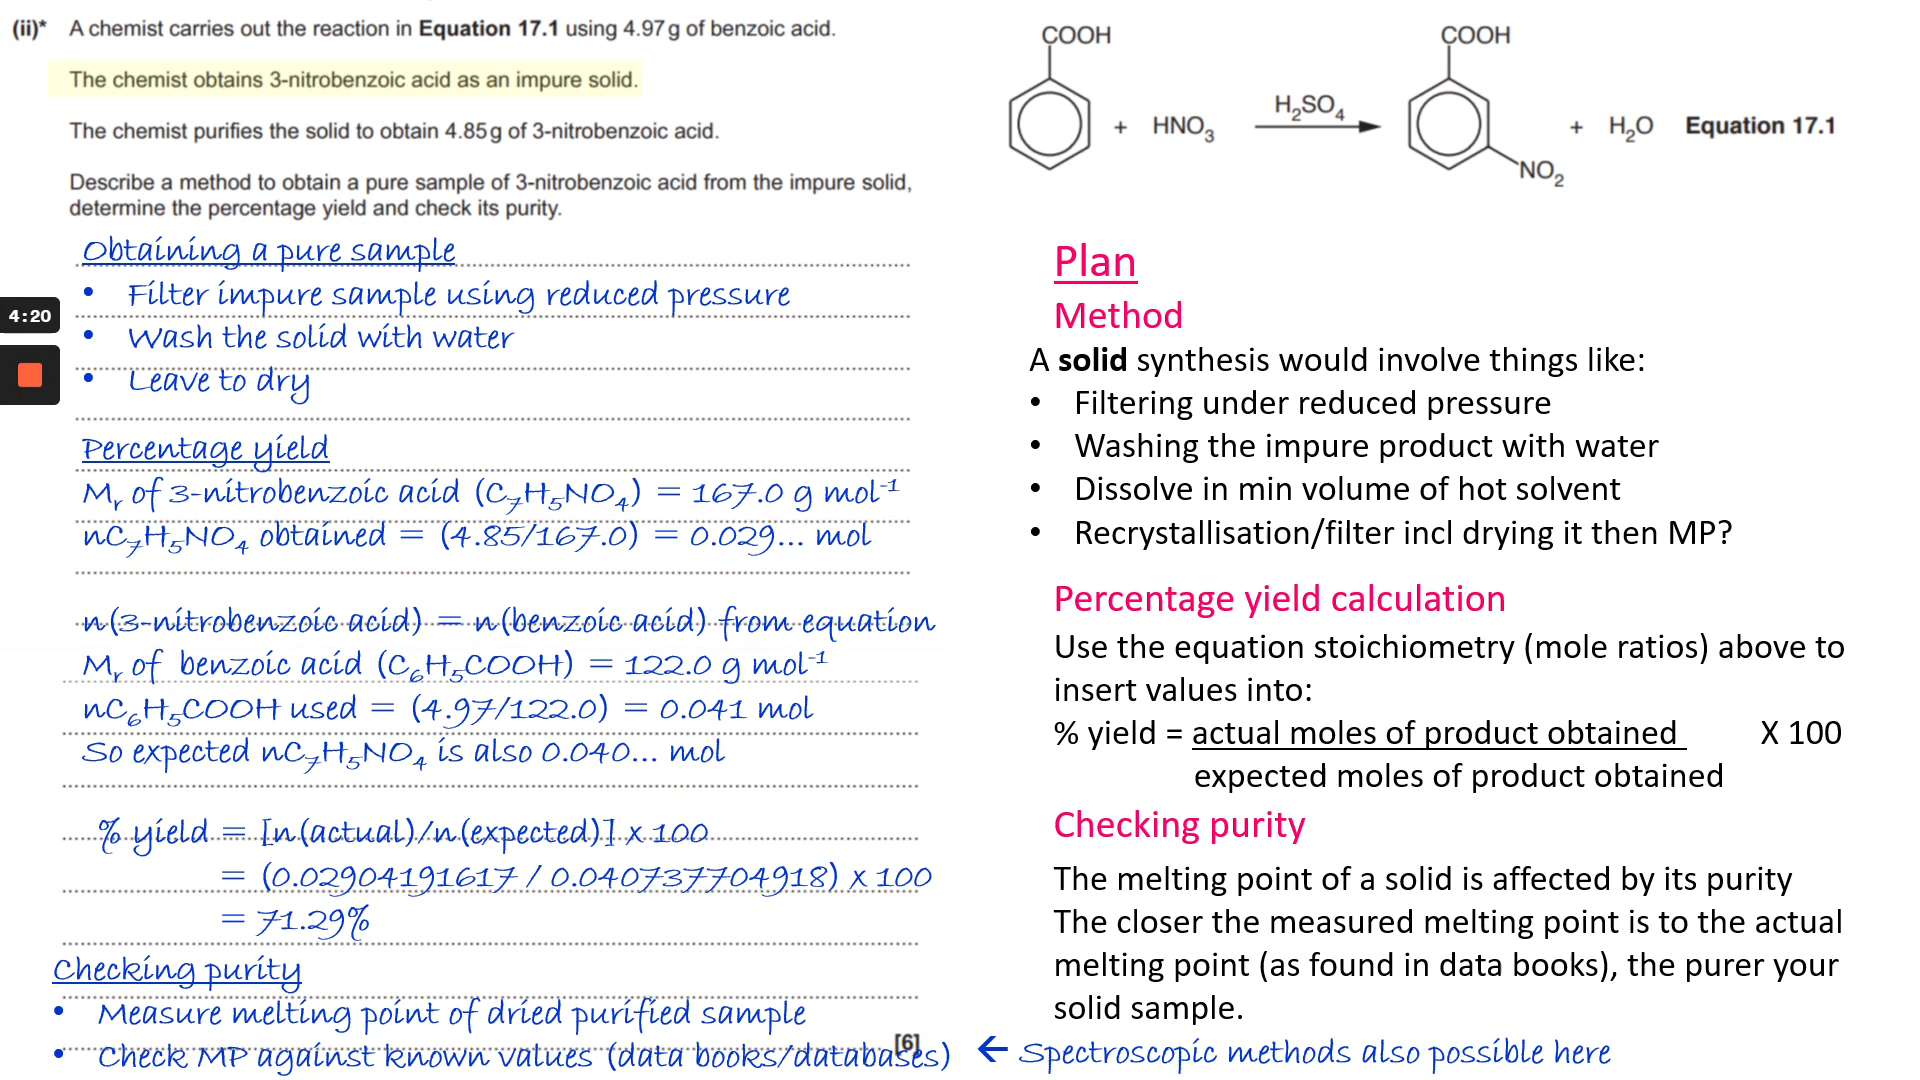 (ii)* A chemist carries out the reaction in Equation 17.1 using 4.97 g of benzoic acid.
The chemist obtains 3-nitrobenzoic acid as an impure solid.
The chemist purifies the solid to obtain 4.85 g of 3-nitrobenzoic acid.
Describe a method to obtain a pure sample of 3-nitrobenzoic acid from the impure solid,
determine the percentage yield and check its purity.
Obtaining a pure sample
• Filter impure sample using reduced pressure
4:20
• Wash the solid with water
• Leave to dry
Percentage yield
Mr of 3-nitrobenzoic acid (C₇H₅NO₄) = 167.0 g mol⁻¹
nC₇H₅NO₄ obtained = (4.85/167.0) = 0.029... mol
n(3-nitrobenzoic acid) = n(benzoic acid) from equation
Mr of benzoic acid (C₆H₅COOH) = 122.0 g mol⁻¹
nC₆H₅COOH used = (4.97/122.0) = 0.041 mol
So expected nC₇H₅NO₄ is also 0.040... mol
% yield = [n(actual)/n(expected)] x 100
= (0.02904191617 / 0.040737704918) x 100
= 71.29%
Checking purity
• Measure melting point of dried purified sample
[6]
• Check MP against known values (data books/databases)
COOH COOH
+ HNO₃ H₂SO₄ + H₂O Equation 17.1
NO₂
Plan
Method
A solid synthesis would involve things like:
• Filtering under reduced pressure
• Washing the impure product with water
• Dissolve in min volume of hot solvent
• Recrystallisation/filter incl drying it then MP?
Percentage yield calculation
Use the equation stoichiometry (mole ratios) above to
insert values into:
% yield = actual moles of product obtained X 100
expected moles of product obtained
Checking purity
The melting point of a solid is affected by its purity
The closer the measured melting point is to the actual
melting point (as found in data books), the purer your
solid sample.
← Spectroscopic methods also possible here